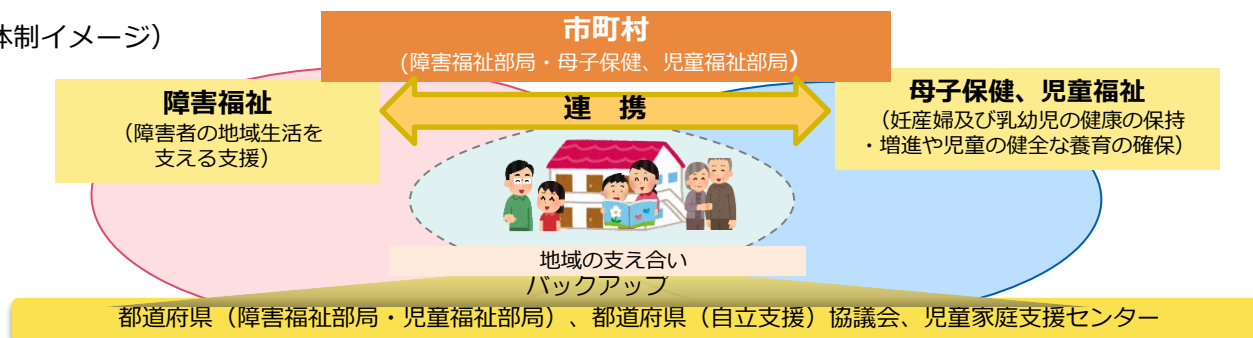 体制イメージ）
市町村
(障害福祉部局・母子保健、児童福祉部局)
障害福祉
（障害者の地域生活を
支える支援）
連　携
母子保健、児童福祉
（妊産婦及び乳幼児の健康の保持
・増進や児童の健全な養育の確保）
地域の支え合い
バックアップ
都道府県（障害福祉部局・児童福祉部局）、都道府県（自立支援）協議会、児童家庭支援センター